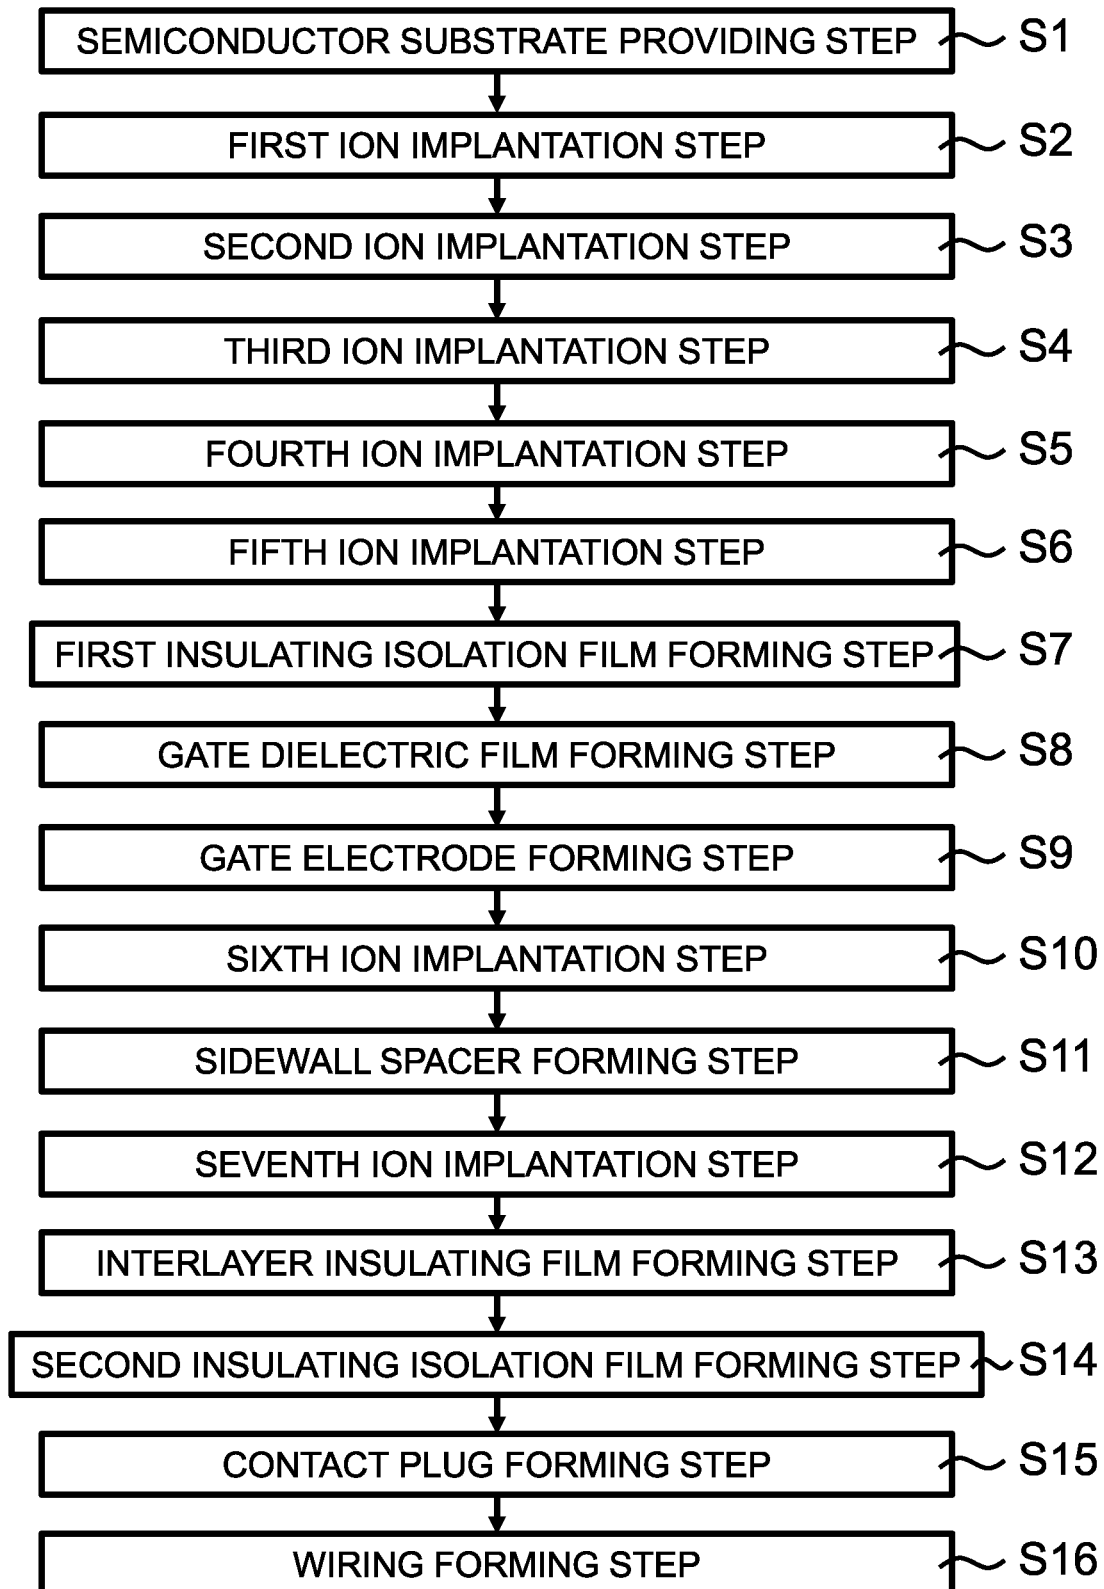 SEMICONDUCTOR SUBSTRATE PROVIDING STEP S1
FIRST ION IMPLANTATION STEP S2
SECOND ION IMPLANTATION STEP S3
THIRD ION IMPLANTATION STEP S4
FOURTH ION IMPLANTATION STEP S5
FIFTH ION IMPLANTATION STEP S6
FIRST INSULATING ISOLATION FILM FORMING STEP S7
GATE DIELECTRIC FILM FORMING STEP S8
GATE ELECTRODE FORMING STEP S9
SIXTH ION IMPLANTATION STEP S10
SIDEWALL SPACER FORMING STEP S11
SEVENTH ION IMPLANTATION STEP S12
INTERLAYER INSULATING FILM FORMING STEP S13
SECOND INSULATING ISOLATION FILM FORMING STEP S14
CONTACT PLUG FORMING STEP S15
WIRING FORMING STEP S16